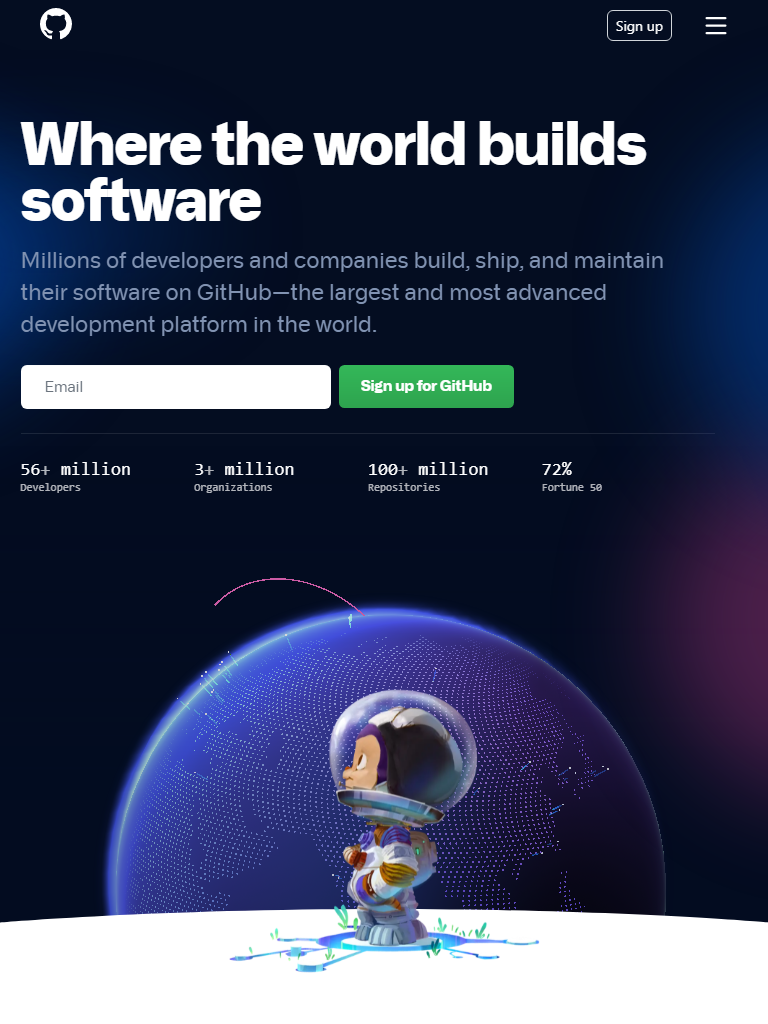 Sign up
Where the world builds
software
Millions of developers and companies build, ship, and maintain
their software on GitHub—the largest and most advanced
development platform in the world.
Email
Sign up for GitHub
56+ million
Developers
3+ million
Organizations
100+ million
Repositories
72%
Fortune 50